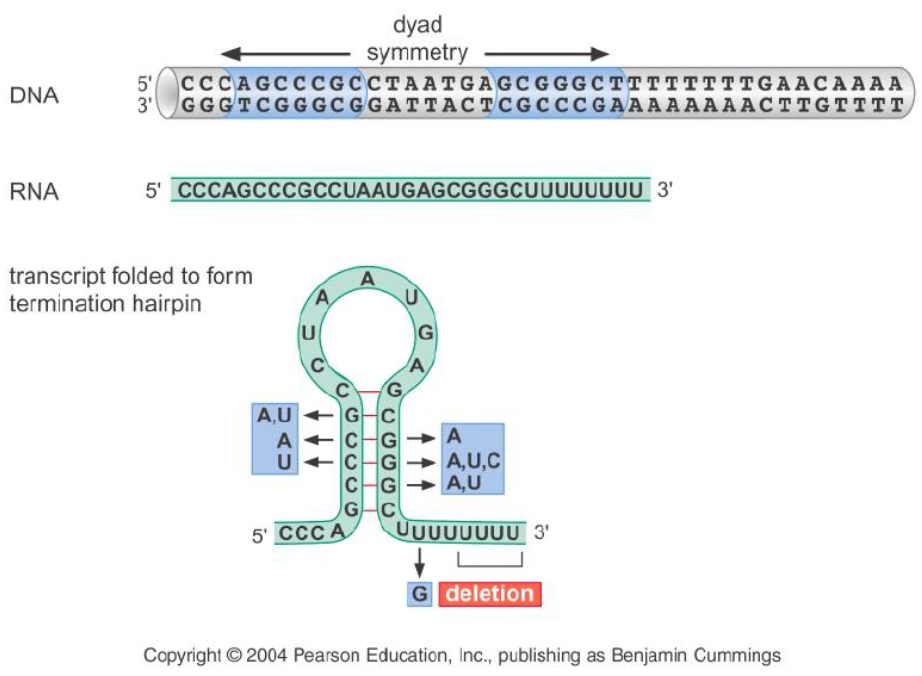 dyad
symmetry
DNA
5' CCCAGCCCGCCTAATGAGCGGGCTTTTTTTTGAACAAAA
3' GGGTCGGGCGGATTACTCGCCCGAAAAAAAACTTGTTTT
RNA 5' CCCAGCCCGCCUAAUGAGCGGGCUUUUUUUU 3'
transcript folded to form
termination hairpin
A
A U
U G
C A
C G
A,U G C
A C G A
U C G A,U,C
C G A,U
G C
5' CCCA UUUUUUUU 3'
G deletion
Copyright © 2004 Pearson Education, Inc., publishing as Benjamin Cummings